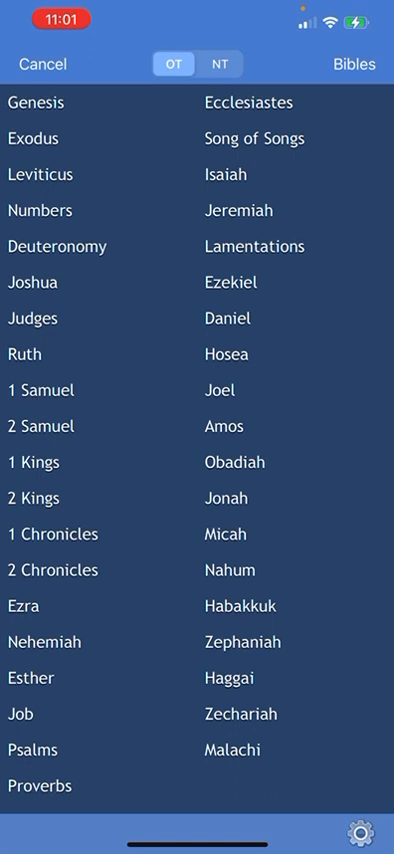 11:01
Cancel
OT
NT
Bibles
Genesis
Exodus
Leviticus
Numbers
Deuteronomy
Joshua
Judges
Ruth
1 Samuel
2 Samuel
1 Kings
2 Kings
1 Chronicles
2 Chronicles
Ezra
Nehemiah
Esther
Job
Psalms
Proverbs
Ecclesiastes
Song of Songs
Isaiah
Jeremiah
Lamentations
Ezekiel
Daniel
Hosea
Joel
Amos
Obadiah
Jonah
Micah
Nahum
Habakkuk
Zephaniah
Haggai
Zechariah
Malachi